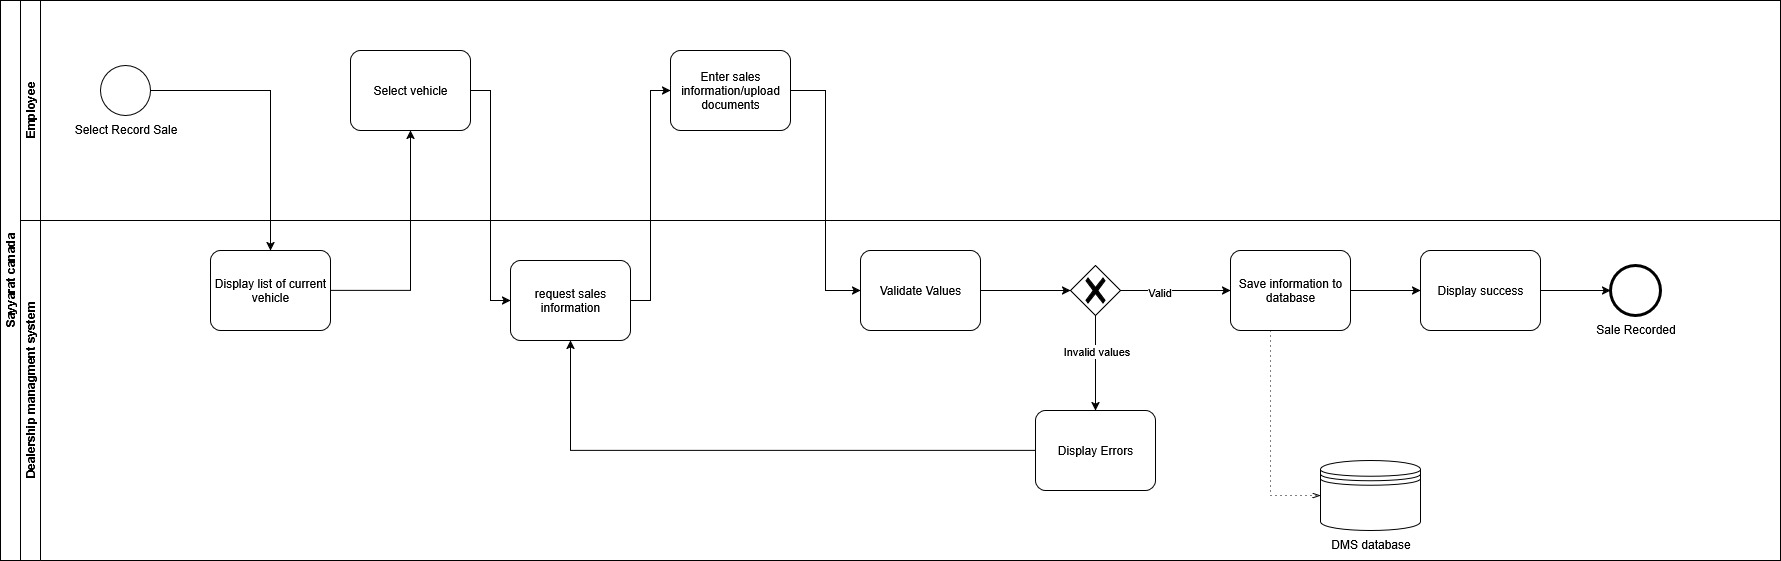 Sayyarat canada
Employee
Select Record Sale
Select vehicle
Enter sales
information/upload
documents
Dealership managment system
Display list of current
vehicle
request sales
information
Validate Values
Valid
Invalid values
Save information to
database
Display success
Sale Recorded
Display Errors
DMS database